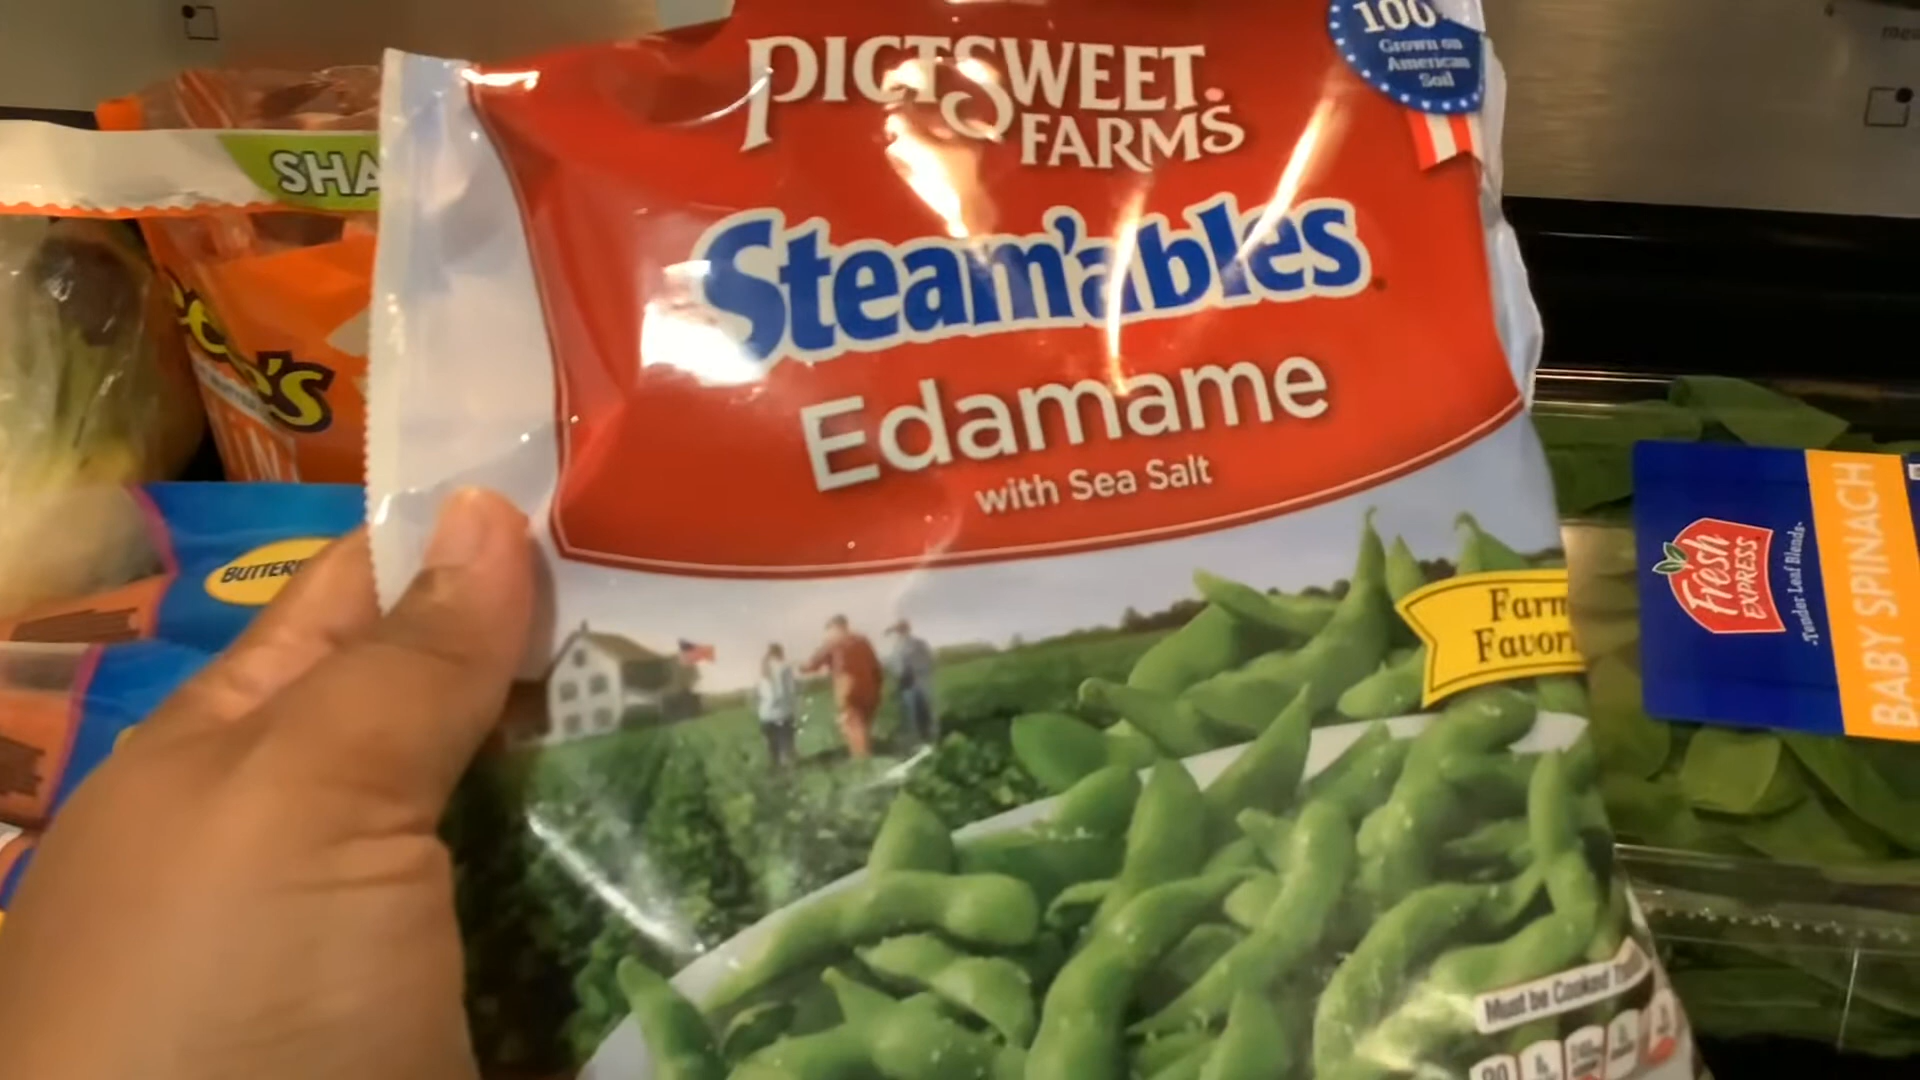 100
Grown on
American
Soil
PICTSWEET
FARMS
Steam'ables
Edamame
with Sea Salt
Farm
Favor
Must be Cooked
SHA
BUTTER
Fresh
EXPRESS
Tender Leaf Blends
BABY SPINACH